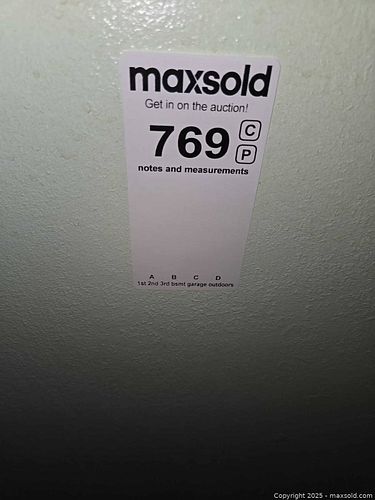 maxsold
Get in on the auction!
769 C
P
notes and measurements
A B C D
1st 2nd 3rd bsmt garage outdoors
Copyright 2025 - maxsold.com